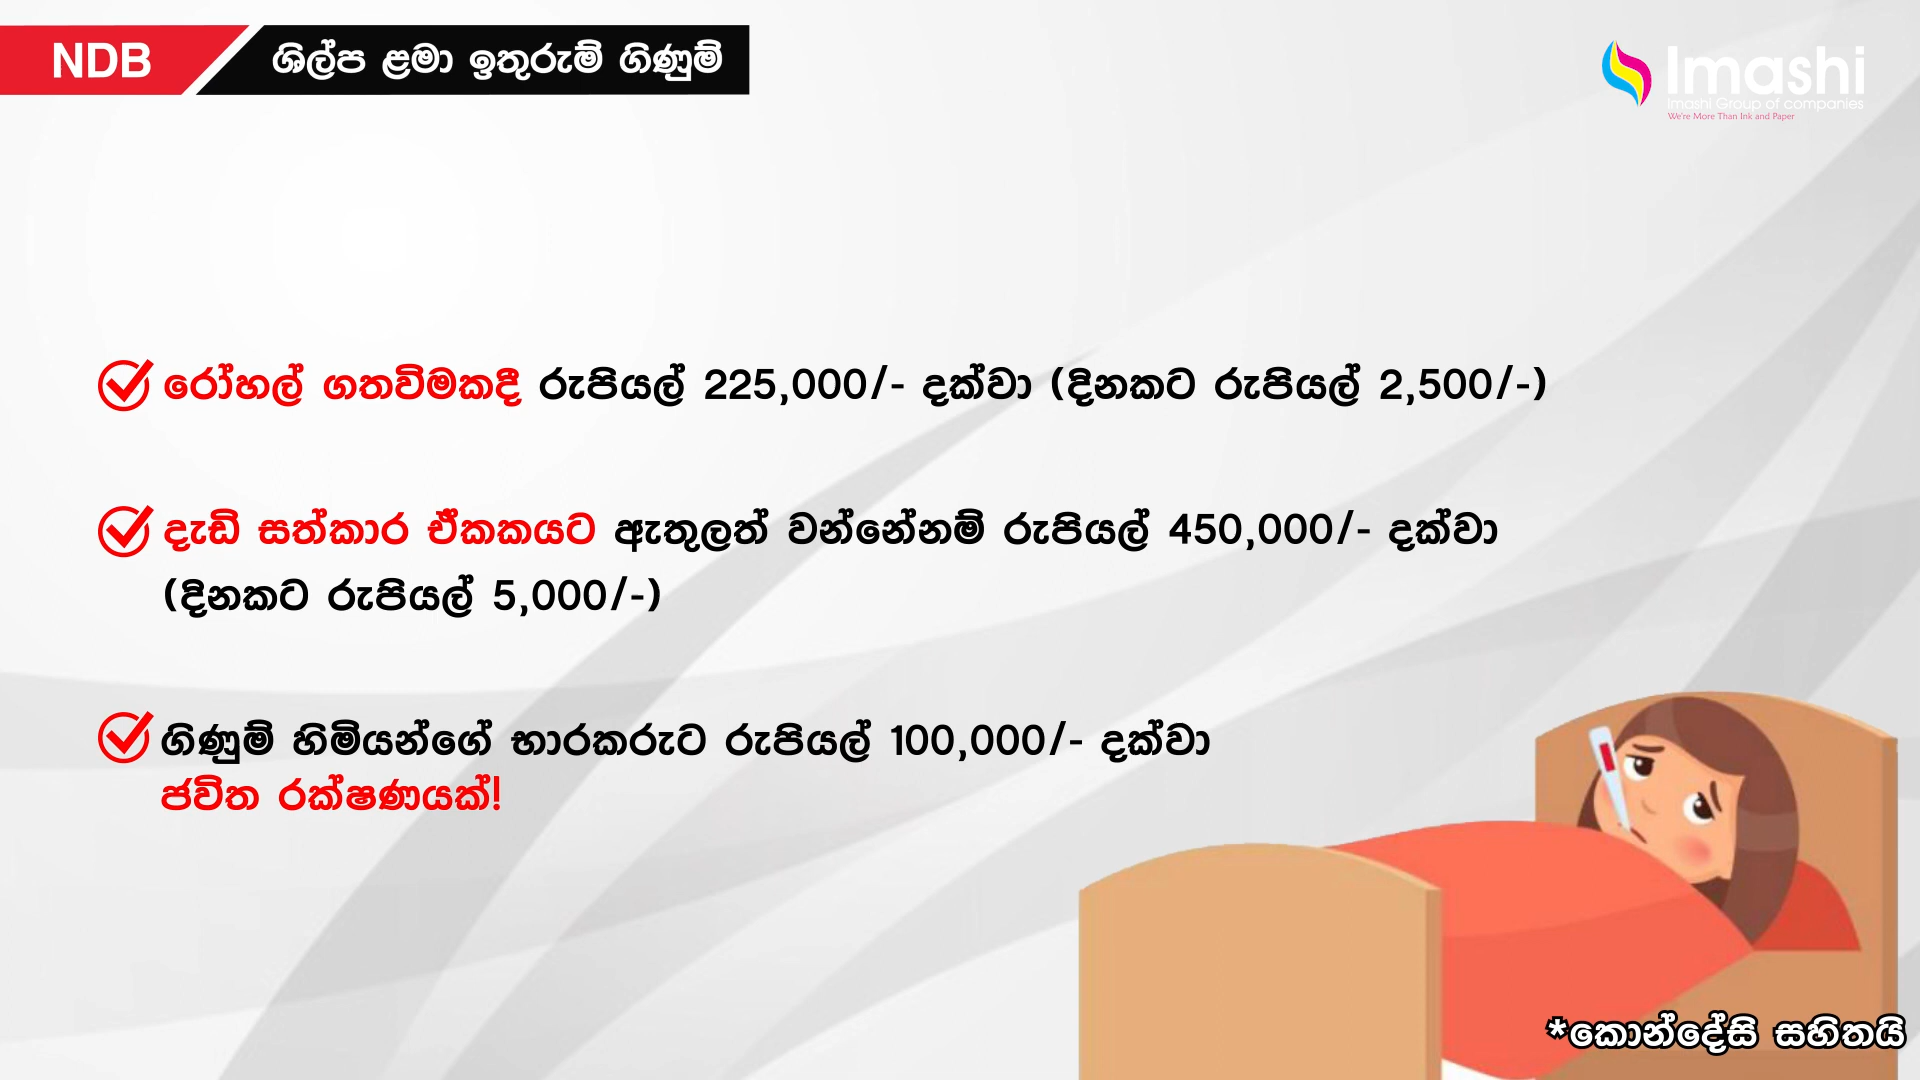 NDB
ශිල්ප ළමා ඉතුරුම් ගිණුම්
Imashi
Imashi Group of companies
We're More Than Ink and Paper
රෝහල් ගතවිමකදී රුපියල් 225,000/- දක්වා (දිනකට රුපියල් 2,500/-)
දැඩි සත්කාර ඒකකයට ඇතුලත් වන්නේනම් රුපියල් 450,000/- දක්වා
(දිනකට රුපියල් 5,000/-)
ගිණුම් හිමියන්ගේ භාරකරුට රුපියල් 100,000/- දක්වා
ජවිත රක්ෂණයක්!
*කොන්දේසි සහිතයි